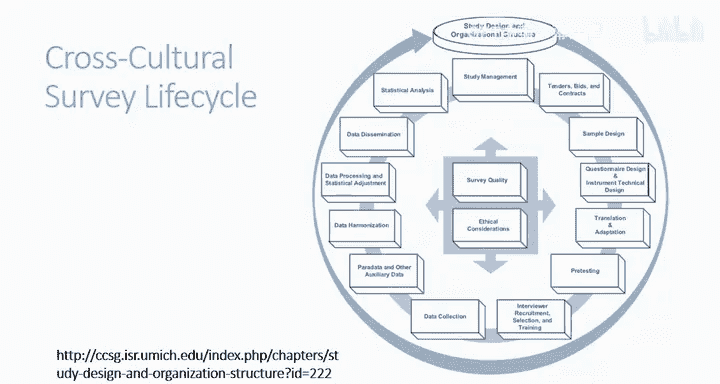 Cross-Cultural
Survey Lifecycle
Study Design and
Organizational Structure
Study Management
Tenders, Bids, and
Contracts
Sample Design
Questionnaire Design
&
Instrument Technical
Design
Translation
&
Adaptation
Pretesting
Interviewer
Recruitment,
Selection, and
Training
Data Collection
Paradata and Other
Auxiliary Data
Data Harmonization
Data Processing and
Statistical Adjustment
Data Dissemination
Statistical Analysis
Survey Quality
Ethical
Considerations
http://ccsg.isr.umich.edu/index.php/chapters/st
udy-design-and-organization-structure?id=222